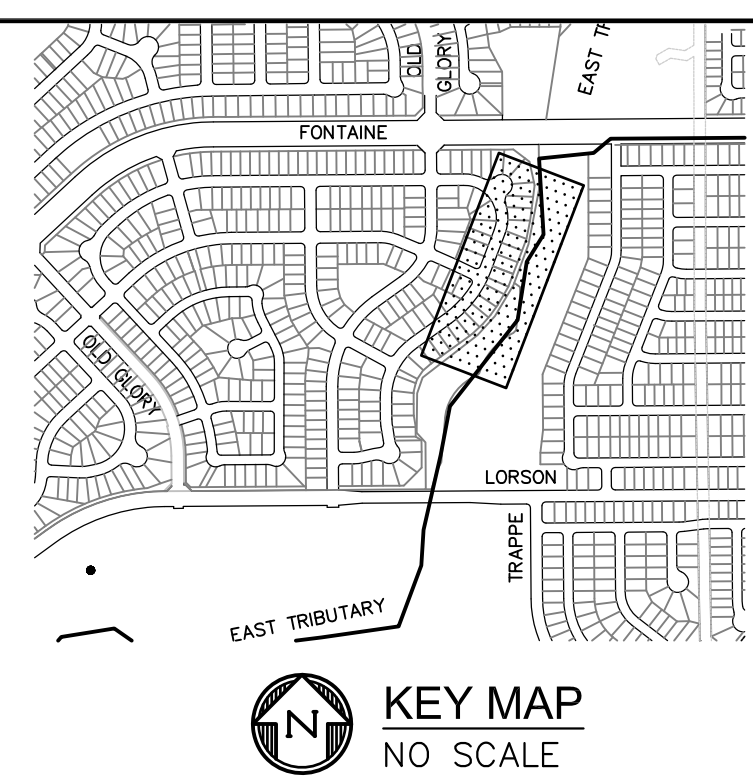 OLD
GLORY
EAST TR
FONTAINE
OLD GLORY
LORSON
TRAPPE
EAST TRIBUTARY
N
KEY MAP
NO SCALE